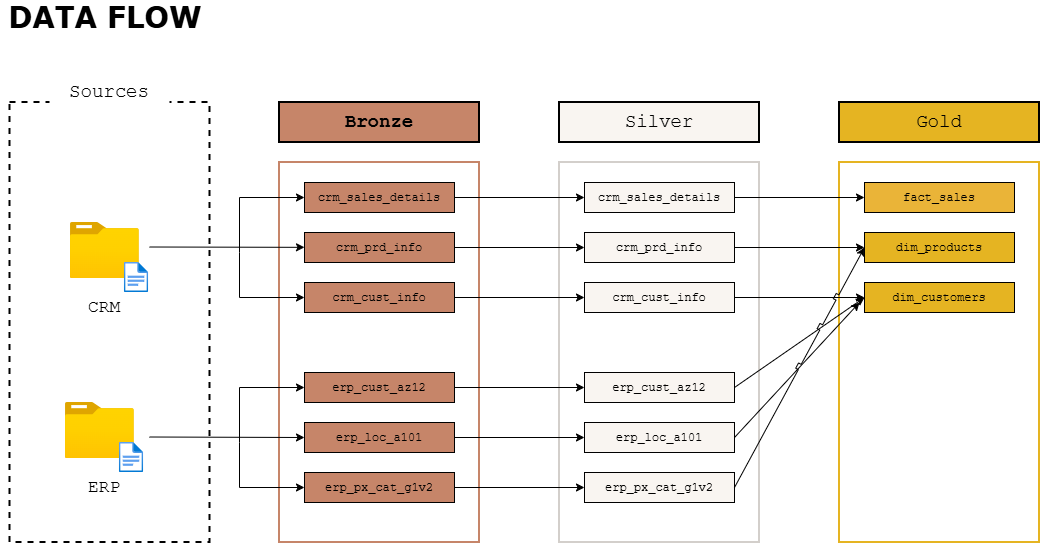 DATA FLOW
Sources
Bronze
Silver
Gold
crm_sales_details
crm_sales_details
fact_sales
crm_prd_info
crm_prd_info
dim_products
crm_cust_info
crm_cust_info
dim_customers
CRM
erp_cust_az12
erp_cust_az12
erp_loc_a101
erp_loc_a101
erp_px_cat_g1v2
erp_px_cat_g1v2
ERP